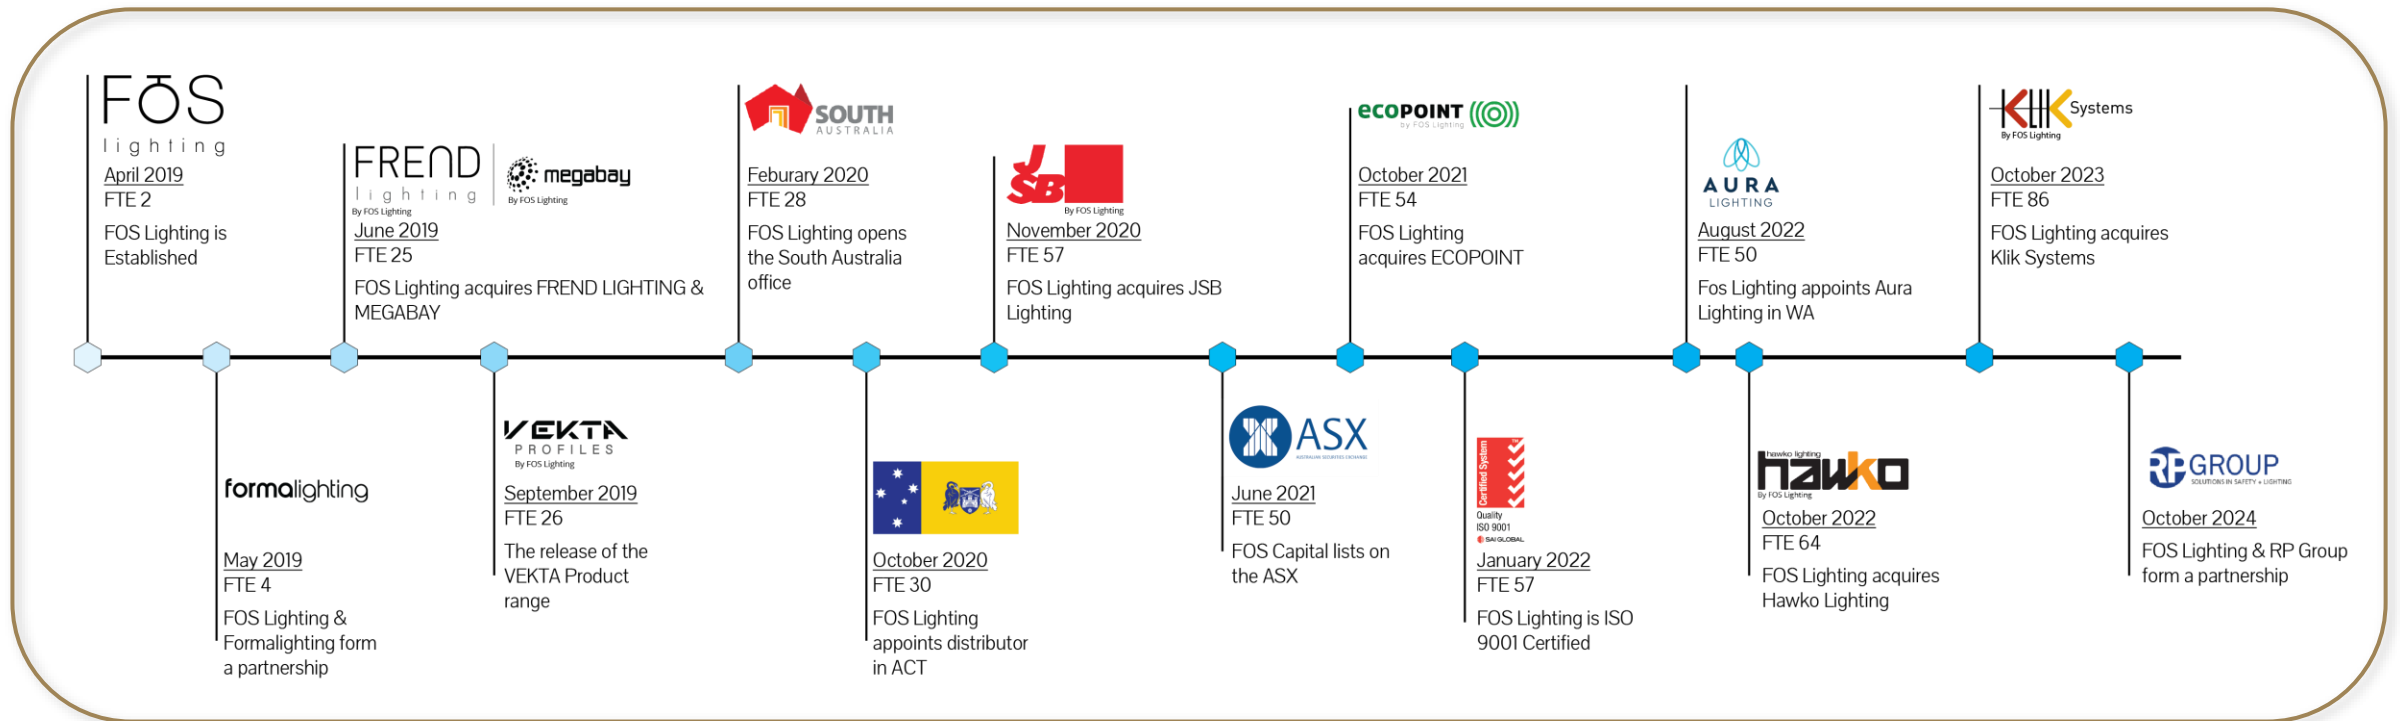 FOS
lighting
April 2019
FTE 2
FOS Lighting is
Established
formalighting
May 2019
FTE 4
FOS Lighting &
Formalighting form
a partnership
FREND
lighting
By FOS Lighting
megabay
By FOS Lighting
June 2019
FTE 25
FOS Lighting acquires FREND LIGHTING &
MEGABAY
VEKTA
PROFILES
By FOS Lighting
September 2019
FTE 26
The release of the
VEKTA Product
range
SOUTH
AUSTRALIA
Feburary 2020
FTE 28
FOS Lighting opens
the South Australia
office
October 2020
FTE 30
FOS Lighting
appoints distributor
in ACT
JSB
By FOS Lighting
November 2020
FTE 57
FOS Lighting acquires JSB
Lighting
ASX
AUSTRALIAN SECURITIES EXCHANGE
June 2021
FTE 50
FOS Capital lists on
the ASX
ecoPOINT
by FOS Lighting
October 2021
FTE 54
FOS Lighting
acquires ECOPOINT
Certified System
Quality
ISO 9001
SAI GLOBAL
January 2022
FTE 57
FOS Lighting is ISO
9001 Certified
AURA
LIGHTING
August 2022
FTE 50
Fos Lighting appoints Aura
Lighting in WA
hawko lighting
hawko
By FOS Lighting
October 2022
FTE 64
FOS Lighting acquires
Hawko Lighting
KLIK Systems
By FOS Lighting
October 2023
FTE 86
FOS Lighting acquires
Klik Systems
RP GROUP
SOLUTIONS IN SAFETY + LIGHTING
October 2024
FOS Lighting & RP Group
form a partnership